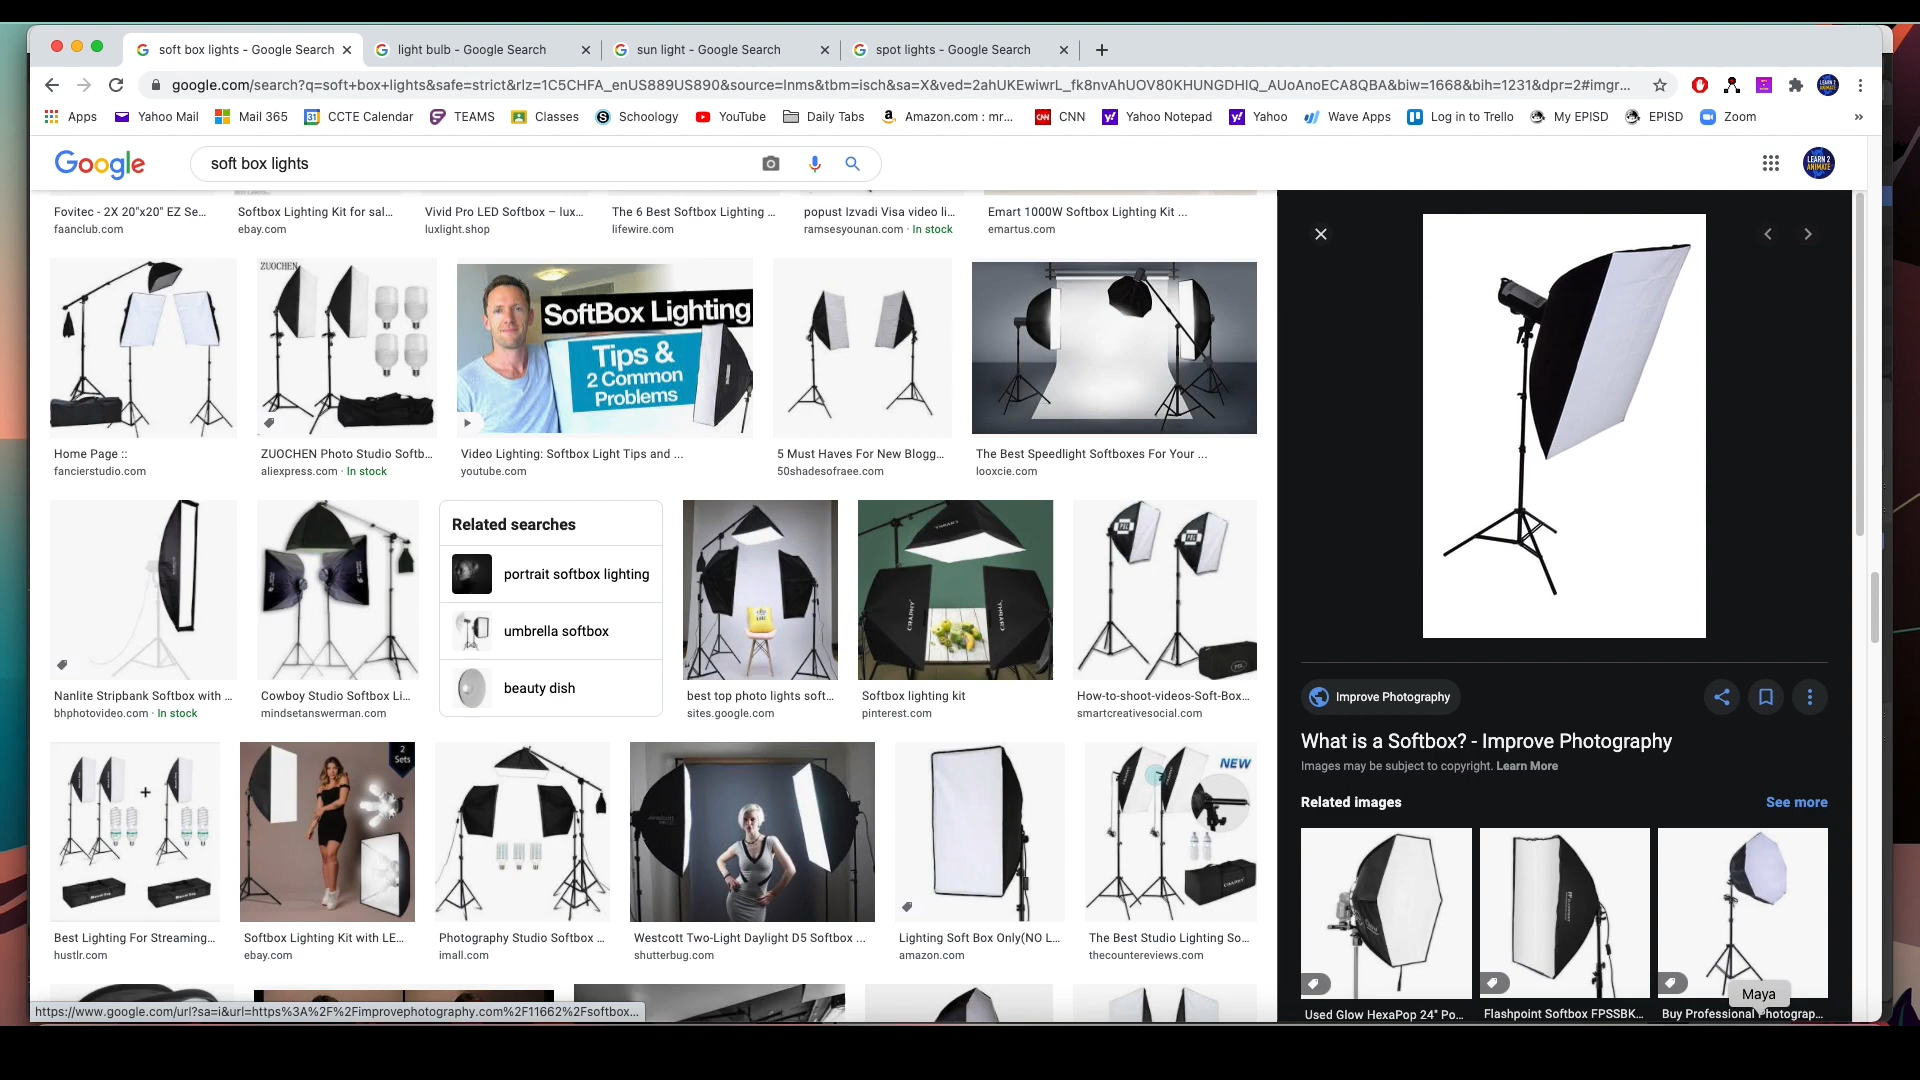 soft box lights - Google Search
light bulb - Google Search
sun light - Google Search
spot lights - Google Search
google.com/search?q=soft+box+lights&safe=strict&rlz=1C5CHFA_enUS889US890&source=lnms&tbm=isch&sa=X&ved=2ahUKEwiwrL_fk8nvAhUOV80KHUNGDHIQ_AUoAnoECA8QBA&biw=1668&bih=1231&dpr=2#imgr...
Apps Yahoo Mail Mail 365 CCTE Calendar TEAMS Classes Schoology YouTube Daily Tabs Amazon.com : mr... CNN Yahoo Notepad Yahoo Wave Apps Log in to Trello My EPISD EPISD Zoom »
Google
soft box lights
LEARN 2 ANIMATE
Fovitec - 2X 20"x20" EZ Se...
faanclub.com
Softbox Lighting Kit for sal...
ebay.com
Vivid Pro LED Softbox – lux...
luxlight.shop
The 6 Best Softbox Lighting ...
lifewire.com
popust Izvadi Visa video li...
ramsesyounan.com · In stock
Emart 1000W Softbox Lighting Kit ...
emartus.com
ZUOCHEN
SoftBox Lighting
Tips &
2 Common
Problems
Home Page ::
fancierstudio.com
ZUOCHEN Photo Studio Softb...
aliexpress.com · In stock
Video Lighting: Softbox Light Tips and ...
youtube.com
5 Must Haves For New Blogg...
50shadesofraee.com
The Best Speedlight Softboxes For Your ...
looxcie.com
Related searches
portrait softbox lighting
umbrella softbox
beauty dish
Nanlite Stripbank Softbox with ...
bhphotovideo.com · In stock
Cowboy Studio Softbox Li...
mindsetanswerman.com
best top photo lights soft...
sites.google.com
Softbox lighting kit
pinterest.com
How-to-shoot-videos-Soft-Box...
smartcreativesocial.com
2
Sets
NEW
Best Lighting For Streaming...
hustlr.com
Softbox Lighting Kit with LE...
ebay.com
Photography Studio Softbox ...
imall.com
Westcott Two-Light Daylight D5 Softbox ...
shutterbug.com
Lighting Soft Box Only(NO L...
amazon.com
The Best Studio Lighting So...
thecountereviews.com
Improve Photography
What is a Softbox? - Improve Photography
Images may be subject to copyright. Learn More
Related images
See more
Used Glow HexaPop 24" Po...
Flashpoint Softbox FPSSBK...
Buy Professional Photograp...
Maya
https://www.google.com/url?sa=i&url=https%3A%2F%2Fimprovephotography.com%2F11662%2Fsoftbox...